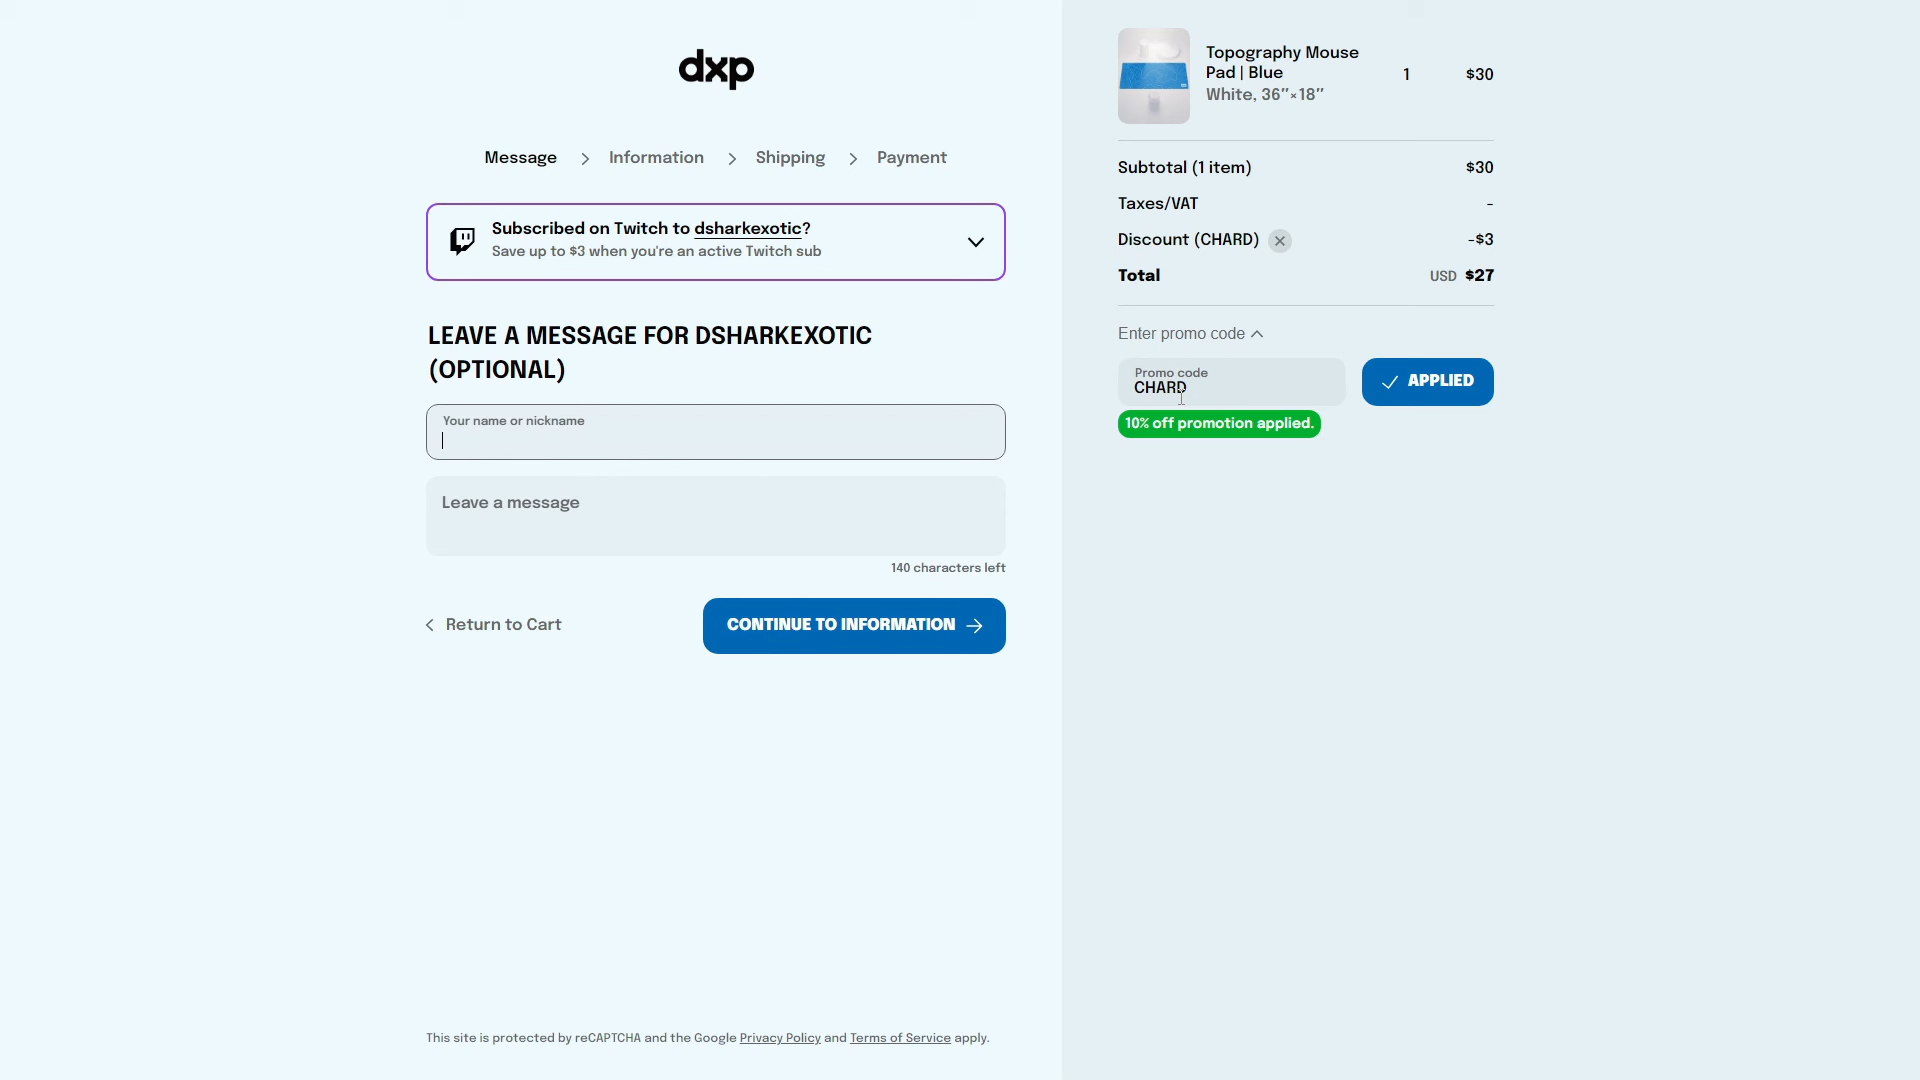 dxp
Message
Information
Shipping
Payment
Subscribed on Twitch to dsharkexotic?
Save up to $3 when you're an active Twitch sub
LEAVE A MESSAGE FOR DSHARKEXOTIC
(OPTIONAL)
Your name or nickname
Leave a message
140 characters left
Return to Cart
CONTINUE TO INFORMATION
This site is protected by reCAPTCHA and the Google Privacy Policy and Terms of Service apply.
Topography Mouse
Pad | Blue
White, 36″×18″
1
$30
Subtotal (1 item)
$30
Taxes/VAT
-
Discount (CHARD)
-$3
Total
USD $27
Enter promo code
Promo code
CHARD
APPLIED
10% off promotion applied.